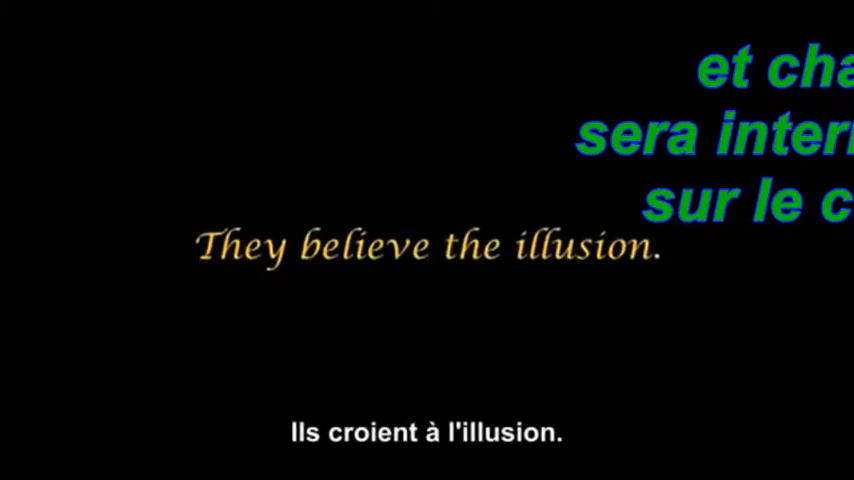 et
sera
sur le
They believe the illusion.
Ils croient à l'illusion.